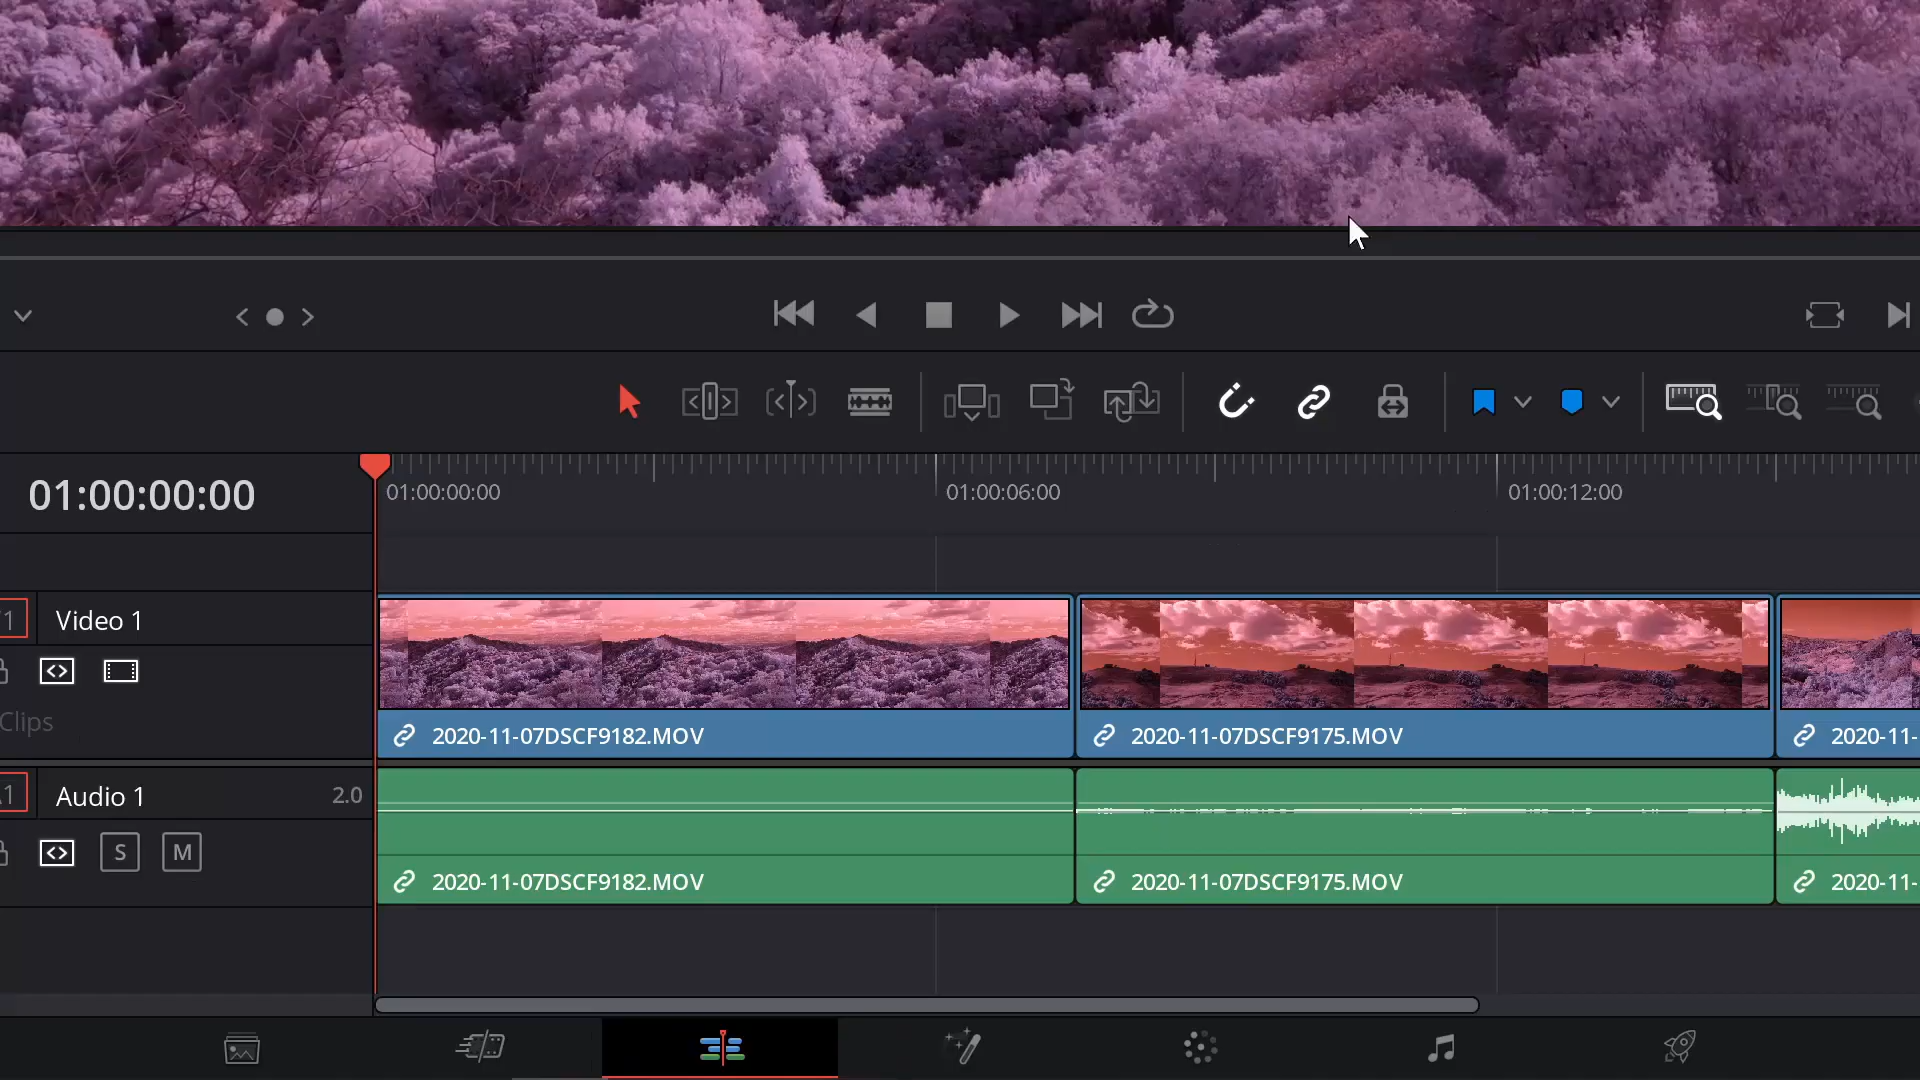 01:00:00:00
01:00:00:00
01:00:06:00
01:00:12:00
1
Video 1
Clips
2020-11-07DSCF9182.MOV
2020-11-07DSCF9175.MOV
2020-11-
1
Audio 1
2.0
S
M
2020-11-07DSCF9182.MOV
2020-11-07DSCF9175.MOV
2020-11-